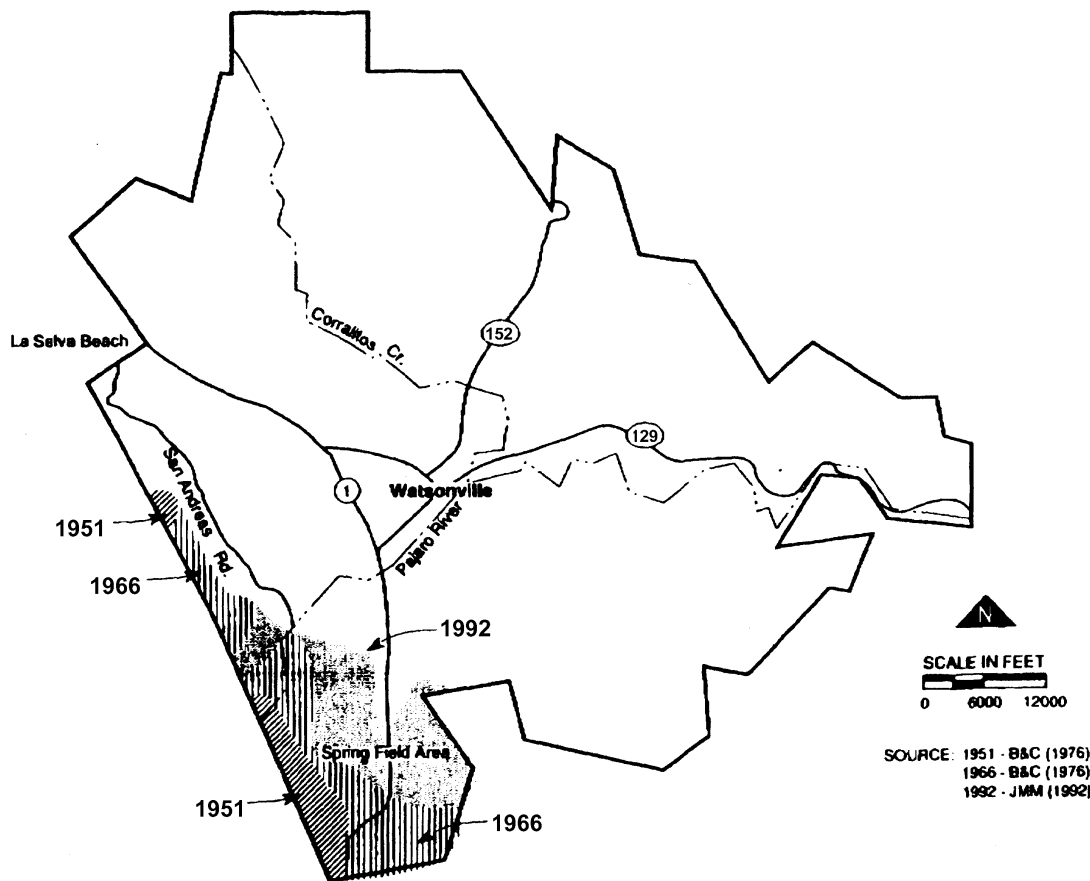 Corralitos Cr.
152
La Selva Beach
129
San Andreas Rd.
1
Watsonville
Pajaro River
1951
1966
N
1992
SCALE IN FEET
0 6000 12000
Spring Field Area
SOURCE: 1951 - B&C (1976)
1966 - B&C (1976)
1992 - JMM (1992)
1951
1966